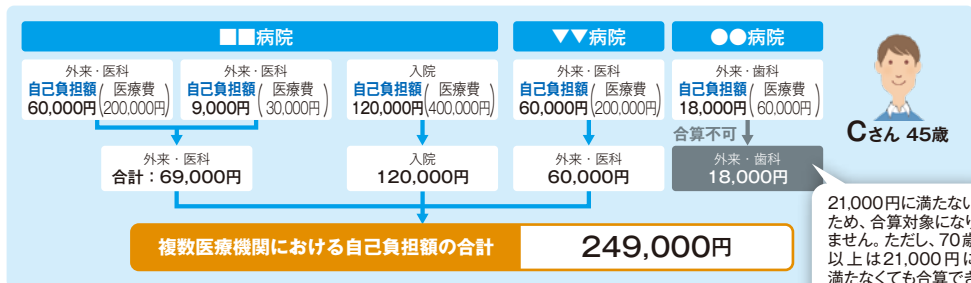 ■■病院
▼▼病院
●●病院
外来・医科
自己負担額(医療費
60,000円(200,000円)
外来・医科
自己負担額(医療費
9,000円(30,000円)
入院
自己負担額(医療費
120,000円(400,000円)
外来・医科
自己負担額(医療費
60,000円(200,000円)
外来・歯科
自己負担額(医療費
18,000円(60,000円)
合算不可
Cさん 45歳
外来・医科
合計：69,000円
入院
120,000円
外来・医科
60,000円
外来・歯科
18,000円
21,000円に満たない
ため、合算対象になり
ません。ただし、70歳
以上は21,000円に
満たなくても合算でき
複数医療機関における自己負担額の合計
249,000円